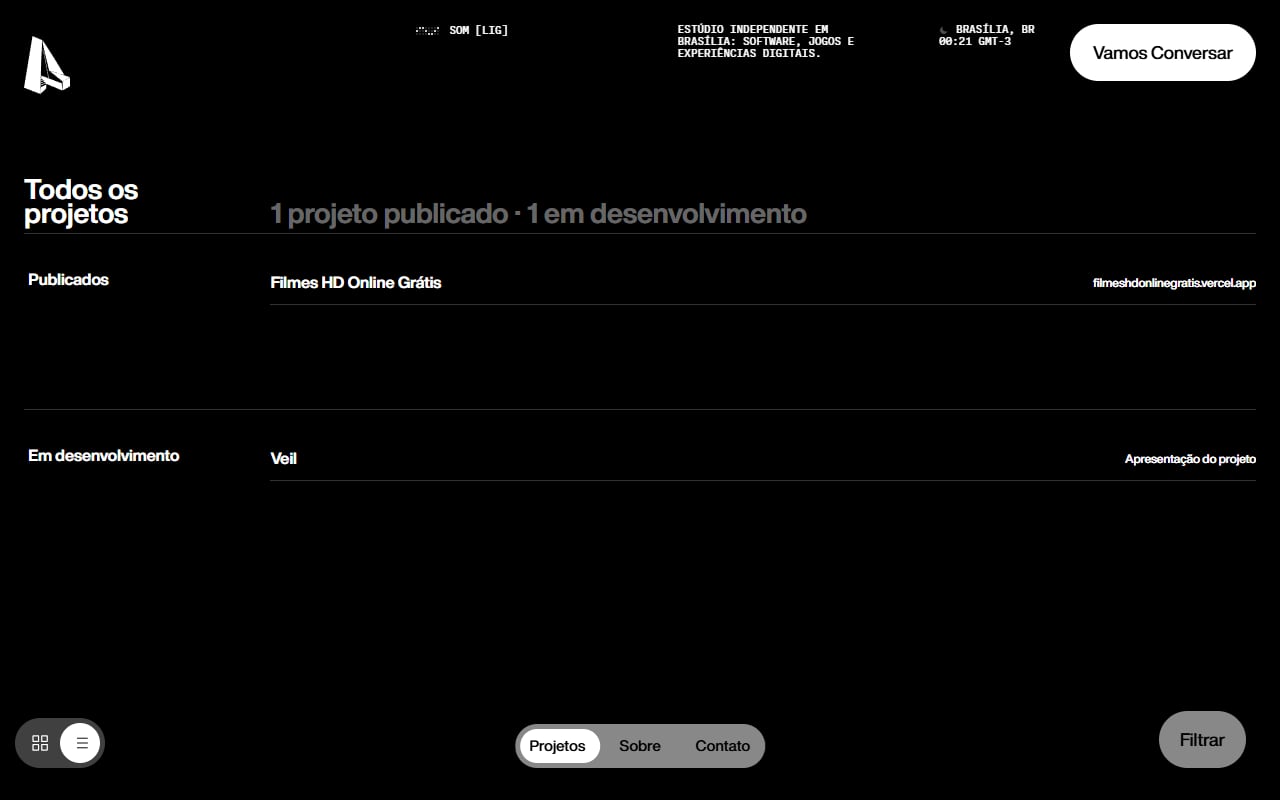 SOM [LIG]
ESTÚDIO INDEPENDENTE EM
BRASÍLIA: SOFTWARE, JOGOS E
EXPERIÊNCIAS DIGITAIS.
BRASÍLIA, BR
00:21 GMT-3
Vamos Conversar
Todos os
projetos
1 projeto publicado · 1 em desenvolvimento
Publicados
Filmes HD Online Grátis
filmeshdonlinegratis.vercel.app
Em desenvolvimento
Veil
Apresentação do projeto
Projetos
Sobre
Contato
Filtrar